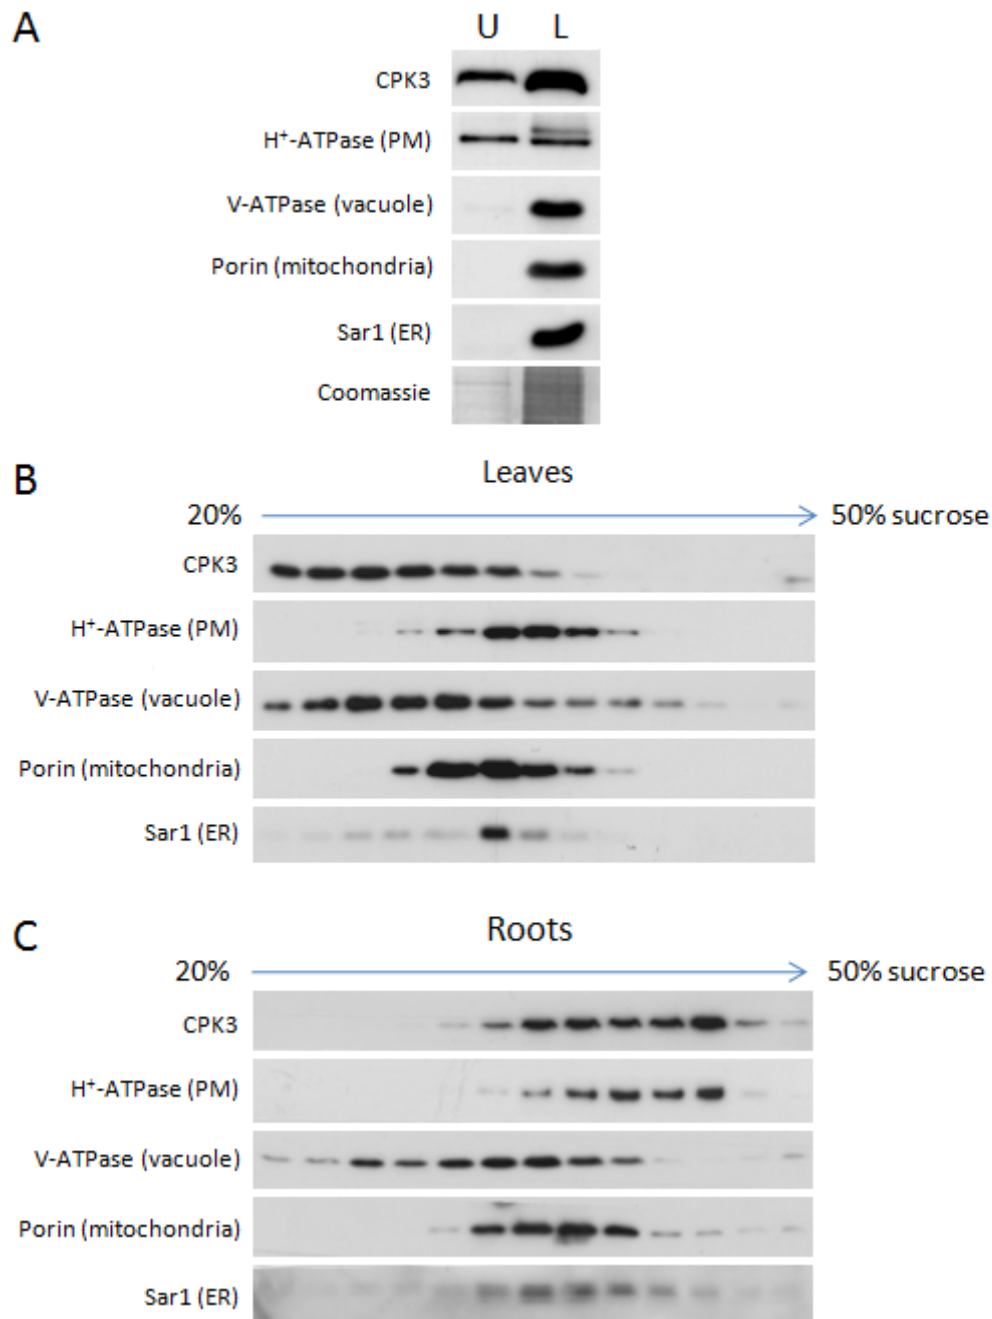 A
U L
CPK3
H⁺-ATPase (PM)
V-ATPase (vacuole)
Porin (mitochondria)
Sar1 (ER)
Coomassie
B
Leaves
20% 50% sucrose
CPK3
H⁺-ATPase (PM)
V-ATPase (vacuole)
Porin (mitochondria)
Sar1 (ER)
C
Roots
20% 50% sucrose
CPK3
H⁺-ATPase (PM)
V-ATPase (vacuole)
Porin (mitochondria)
Sar1 (ER)